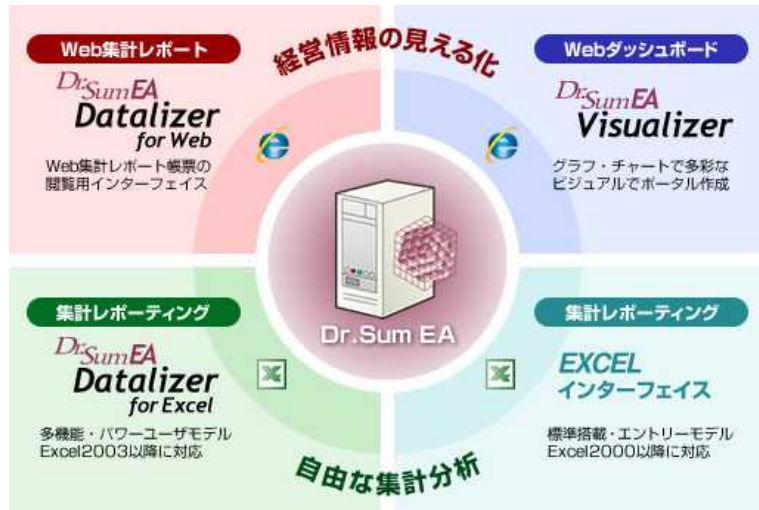 経営情報の見える化
Web集計レポート
Dr.Sum EA
Datalizer
for Web
Web集計レポート帳票の
閲覧用インターフェイス
Webダッシュボード
Dr.Sum EA
Visualizer
グラフ・チャートで多彩な
ビジュアルでポータル作成
Dr.Sum EA
集計レポーティング
Dr.Sum EA
Datalizer
for Excel
多機能・パワーユーザモデル
Excel2003以降に対応
集計レポーティング
EXCEL
インターフェイス
標準搭載・エントリーモデル
Excel2000以降に対応
自由な集計分析